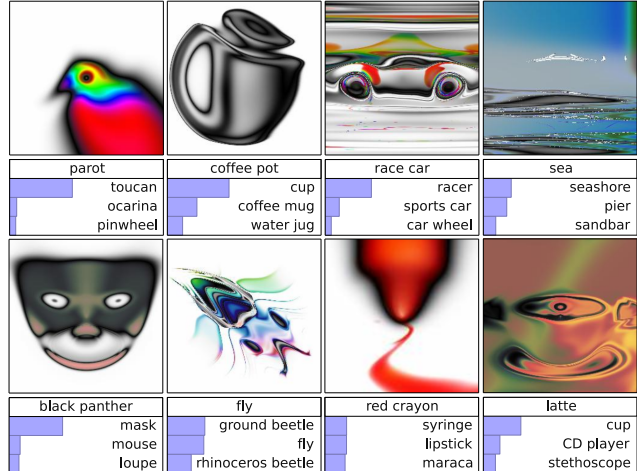 parot
toucan
ocarina
pinwheel
coffee pot
cup
coffee mug
water jug
race car
racer
sports car
car wheel
sea
seashore
pier
sandbar
black panther
mask
mouse
loupe
fly
ground beetle
fly
rhinoceros beetle
red crayon
syringe
lipstick
maraca
latte
cup
CD player
stethoscope